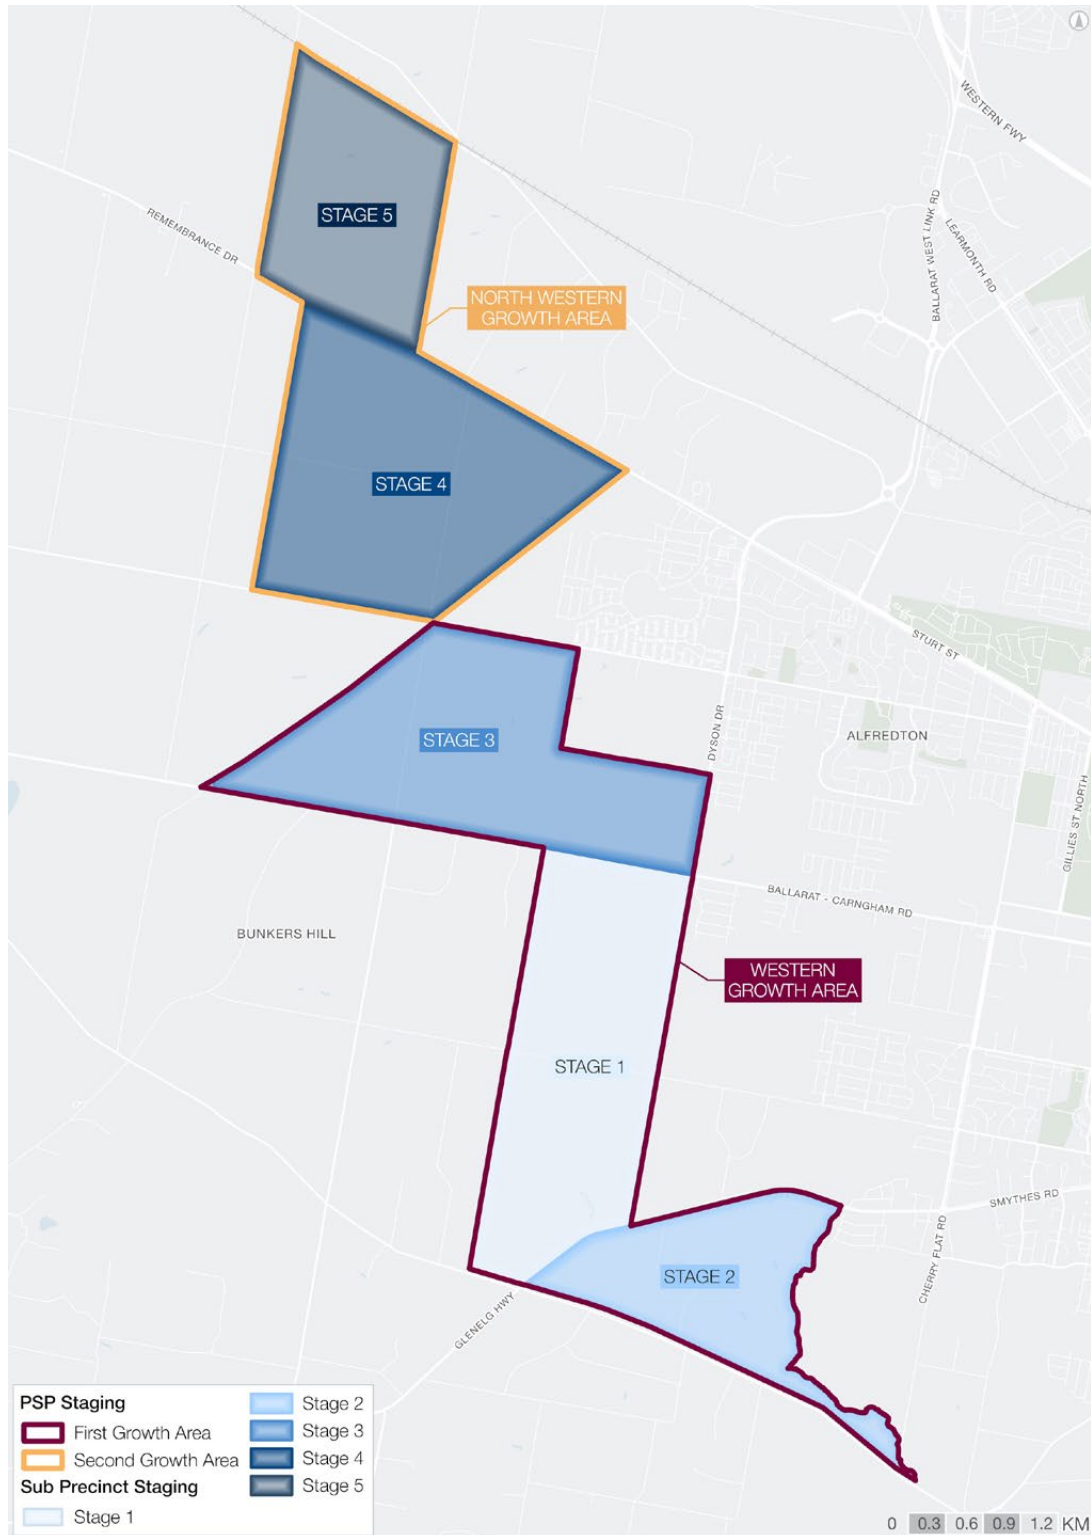 WESTERN FWY
BALLARAT WEST LINK RD
LEARMONTH RD
STAGE 5
REMEMBRANCE DR
NORTH WESTERN
GROWTH AREA
STAGE 4
STURT ST
DYSON DR
ALFREDTON
STAGE 3
GILLIES ST NORTH
BALLARAT - CARNGHAM RD
BUNKERS HILL
WESTERN
GROWTH AREA
STAGE 1
SMYTHES RD
CHERRY FLAT RD
STAGE 2
GLENELG HWY
PSP Staging
First Growth Area
Second Growth Area
Sub Precinct Staging
Stage 1
Stage 2
Stage 3
Stage 4
Stage 5
0 0.3 0.6 0.9 1.2 KM